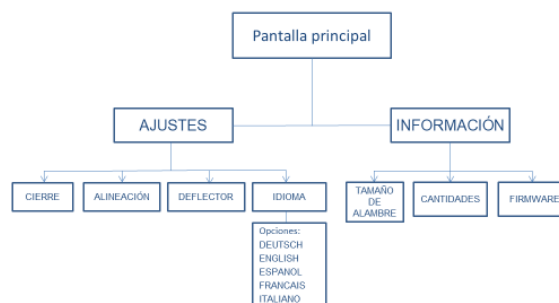 Pantalla principal
AJUSTES
INFORMACIÓN
CIERRE
ALINEACIÓN
DEFLECTOR
IDIOMA
TAMAÑO
DE
ALAMBRE
CANTIDADES
FIRMWARE
Opciones:
DEUTSCH
ENGLISH
ESPANOL
FRANCAIS
ITALIANO